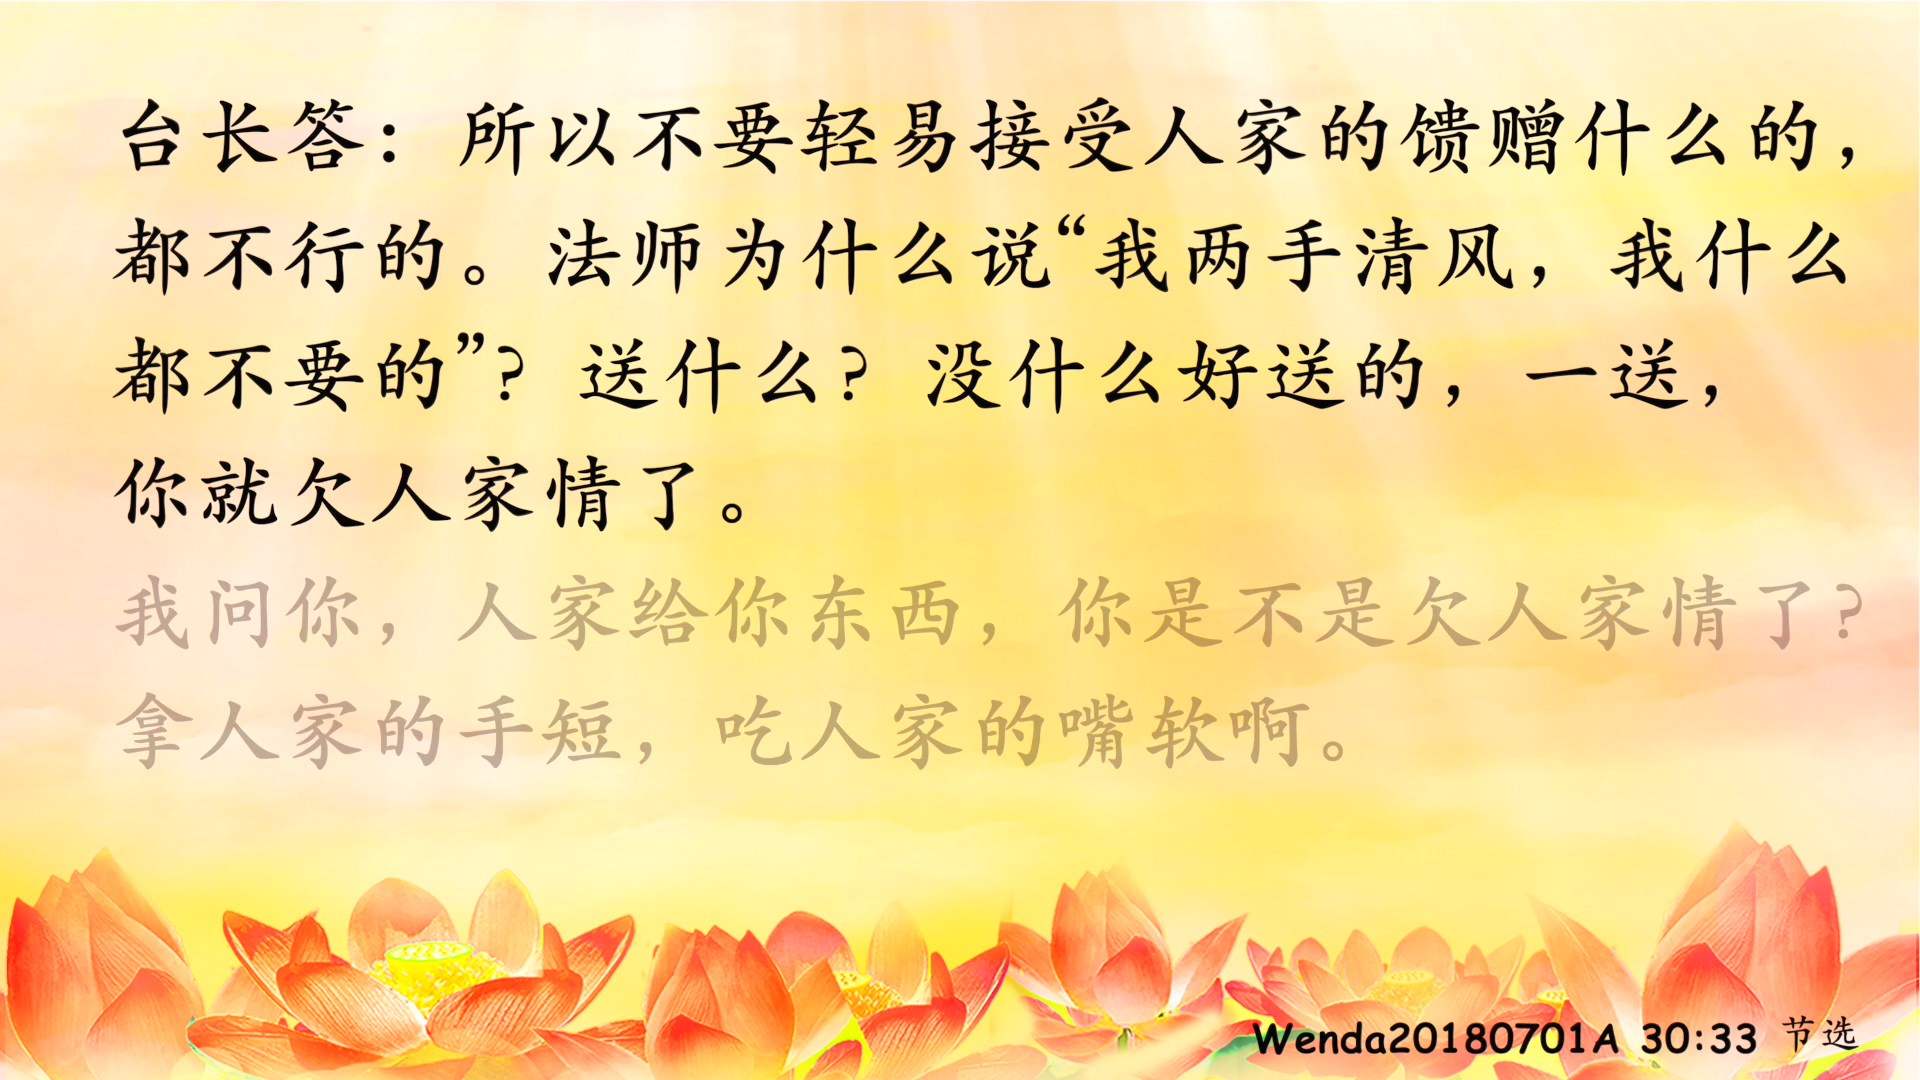 台长答：所以不要轻易接受人家的馈赠什么的，
都不行的。法师为什么说“我两手清风，我什么
都不要的”？送什么？没什么好送的，一送，
你就欠人家情了。
我问你，人家给你东西，你是不是欠人家情了？
拿人家的手短，吃人家的嘴软啊。
Wenda20180701A 30:33 节选